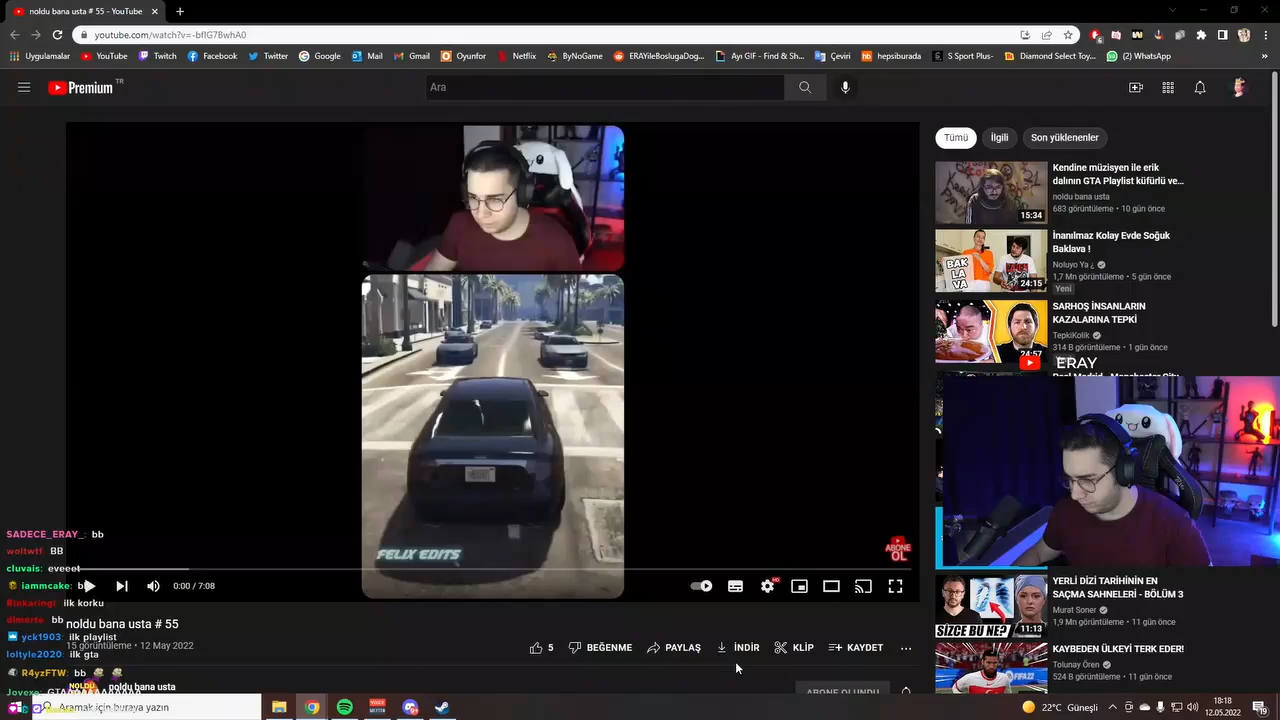 noldu bana usta # 55 - YouTube
youtube.com/watch?v=-bflG7BwhA0
Uygulamalar
YouTube
Twitch
Facebook
Twitter
Google
Mail
Gmail
Oyunfor
Netflix
ByNoGame
ERAYileBoslugaDog...
Ayı GIF - Find & Sh...
Çeviri
hepsiburada
S Sport Plus-
Diamond Select Toy...
(2) WhatsApp
Premium TR
Ara
Tümü
İlgili
Son yüklenenler
Kendine müzisyen ile erik
dalının GTA Playlist küfürlü ve...
noldu bana usta
683 görüntüleme • 10 gün önce
15:34
İnanılmaz Kolay Evde Soğuk
Baklava !
Noluyo Ya ¿
1,7 Mn görüntüleme • 5 gün önce
Yeni
BAK
LA
VA
24:15
SARHOŞ İNSANLARIN
KAZALARINA TEPKİ
TepkiKolik
314 B görüntüleme • 1 gün önce
24:57
ERAY
FELIX EDITS
ABONE
OL
SADECE_ERAY_: bb
woltwtf: BB
cluvais: eveeet
iammcake: b
Rinkaringi: ilk korku
dlmorte: bb
yck1903: ilk playlist
loltyle2020: ilk gta
R4yzFTW: bb
0:00 / 7:08
noldu bana usta # 55
15 görüntüleme • 12 May 2022
5
BEĞENME
PAYLAŞ
İNDİR
KLİP
KAYDET
NOLDU
noldu bana usta
ABONE OLUNDU
YERLİ DİZİ TARİHİNİN EN
SAÇMA SAHNELERİ - BÖLÜM 3
Murat Soner
1,9 Mn görüntüleme • 11 gün önce
SİZCE BU NE?
11:13
KAYBEDEN ÜLKEYİ TERK EDER!
Tolunay Ören
524 B görüntüleme • 11 gün önce
Aramak için buraya yazın
22°C Güneşli
18:18
12.05.2022